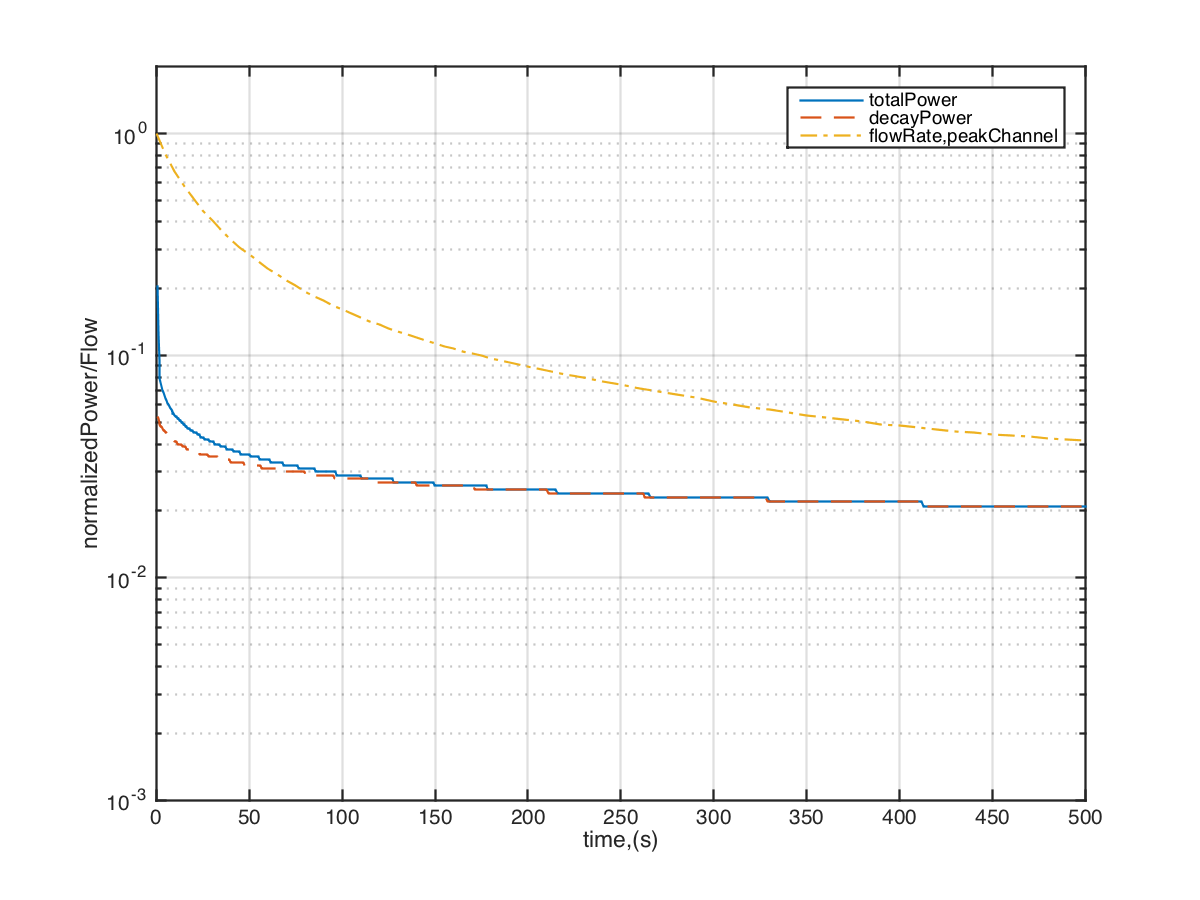 totalPower
decayPower
flowRate,peakChannel
normalizedPower/Flow
10^0
10^-1
10^-2
10^-3
0 50 100 150 200 250 300 350 400 450 500
time,(s)